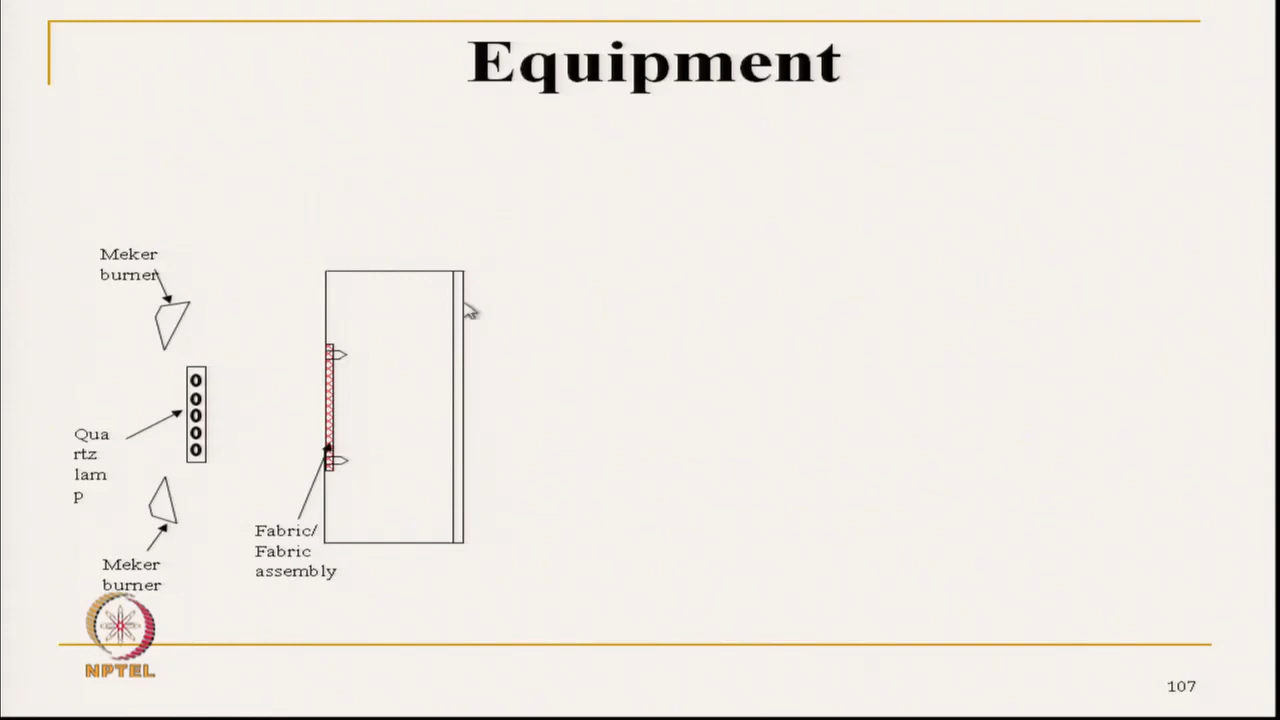 Equipment
Meker
burner
Qua
rtz
lam
p
Fabric/
Fabric
assembly
Meker
burner
NPTEL
107